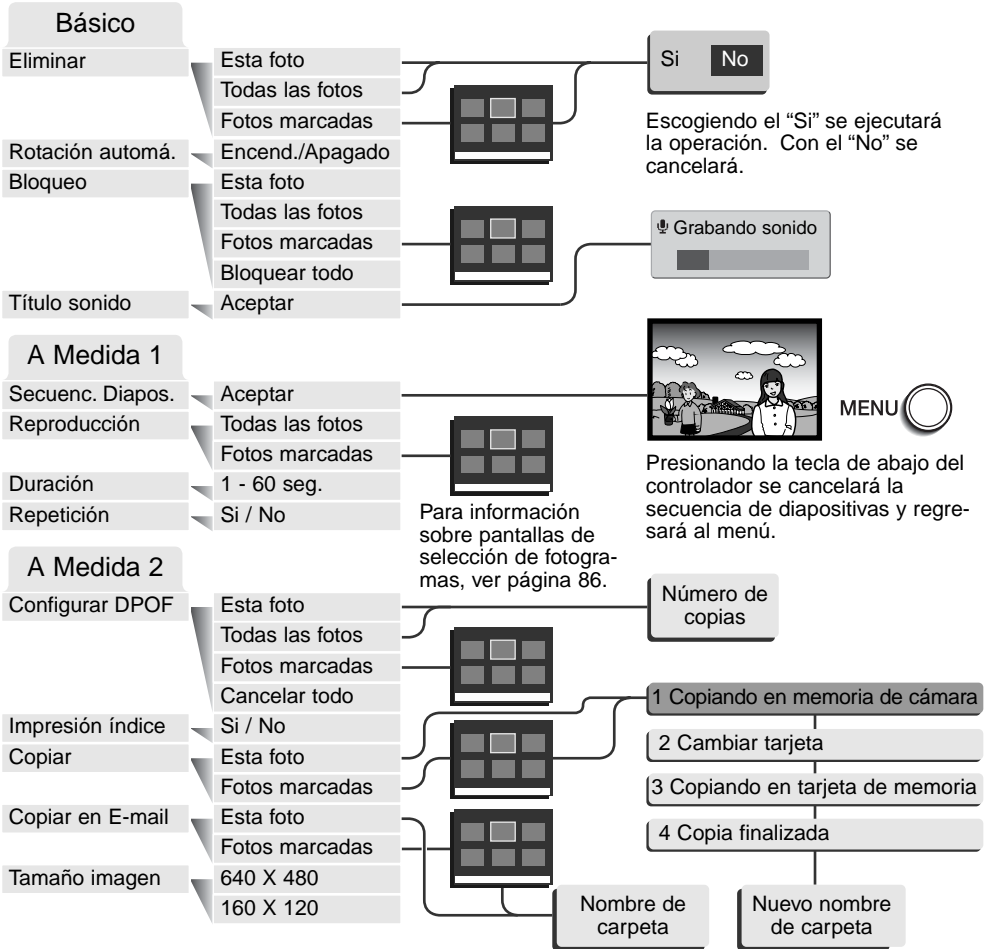 Básico
Eliminar
Esta foto
Todas las fotos
Fotos marcadas
Si No
Escogiendo el “Si” se ejecutará
la operación. Con el “No” se
cancelará.
Rotación automá.
Encend./Apagado
Bloqueo
Esta foto
Todas las fotos
Fotos marcadas
Bloquear todo
Grabando sonido
Título sonido
Aceptar
A Medida 1
Secuenc. Diapos.
Aceptar
MENU
Reproducción
Todas las fotos
Fotos marcadas
Presionando la tecla de abajo del
controlador se cancelará la
secuencia de diapositivas y regre-
sará al menú.
Duración
1 - 60 seg.
Repetición
Si / No
Para información
sobre pantallas de
selección de fotogra-
mas, ver página 86.
A Medida 2
Configurar DPOF
Esta foto
Todas las fotos
Fotos marcadas
Cancelar todo
Número de
copias
Impresión índice
Si / No
Copiar
Esta foto
Fotos marcadas
1 Copiando en memoria de cámara
2 Cambiar tarjeta
3 Copiando en tarjeta de memoria
4 Copia finalizada
Copiar en E-mail
Esta foto
Fotos marcadas
Tamaño imagen
640 X 480
160 X 120
Nombre de
carpeta
Nuevo nombre
de carpeta